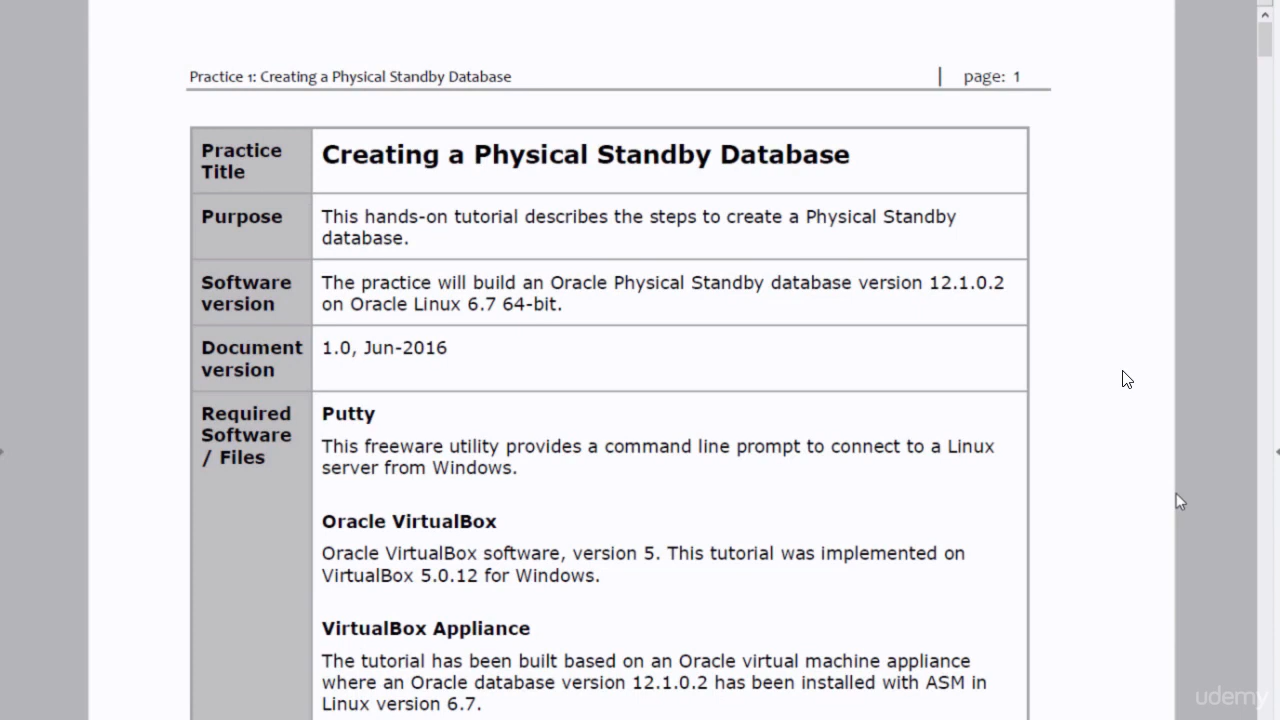 Practice 1: Creating a Physical Standby Database | page: 1
Practice
Title
Creating a Physical Standby Database
Purpose
This hands-on tutorial describes the steps to create a Physical Standby
database.
Software
version
The practice will build an Oracle Physical Standby database version 12.1.0.2
on Oracle Linux 6.7 64-bit.
Document
version
1.0, Jun-2016
Required
Software
/ Files
Putty
This freeware utility provides a command line prompt to connect to a Linux
server from Windows.
Oracle VirtualBox
Oracle VirtualBox software, version 5. This tutorial was implemented on
VirtualBox 5.0.12 for Windows.
VirtualBox Appliance
The tutorial has been built based on an Oracle virtual machine appliance
where an Oracle database version 12.1.0.2 has been installed with ASM in
Linux version 6.7.
udemy